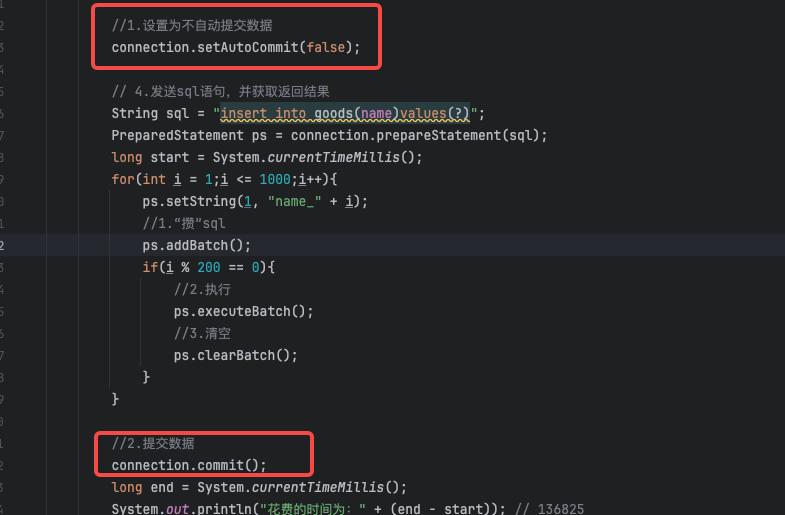 //1.设置为不自动提交数据
connection.setAutoCommit(false);
// 4.发送sql语句，并获取返回结果
String sql = "insert into goods(name)values(?)";
PreparedStatement ps = connection.prepareStatement(sql);
long start = System.currentTimeMillis();
for(int i = 1;i <= 1000;i++){
ps.setString(1, "name_" + i);
//1.“攒”sql
ps.addBatch();
if(i % 200 == 0){
//2.执行
ps.executeBatch();
//3.清空
ps.clearBatch();
}
}
//2.提交数据
connection.commit();
long end = System.currentTimeMillis();
System.out.println("花费的时间为：" + (end - start)); // 136825